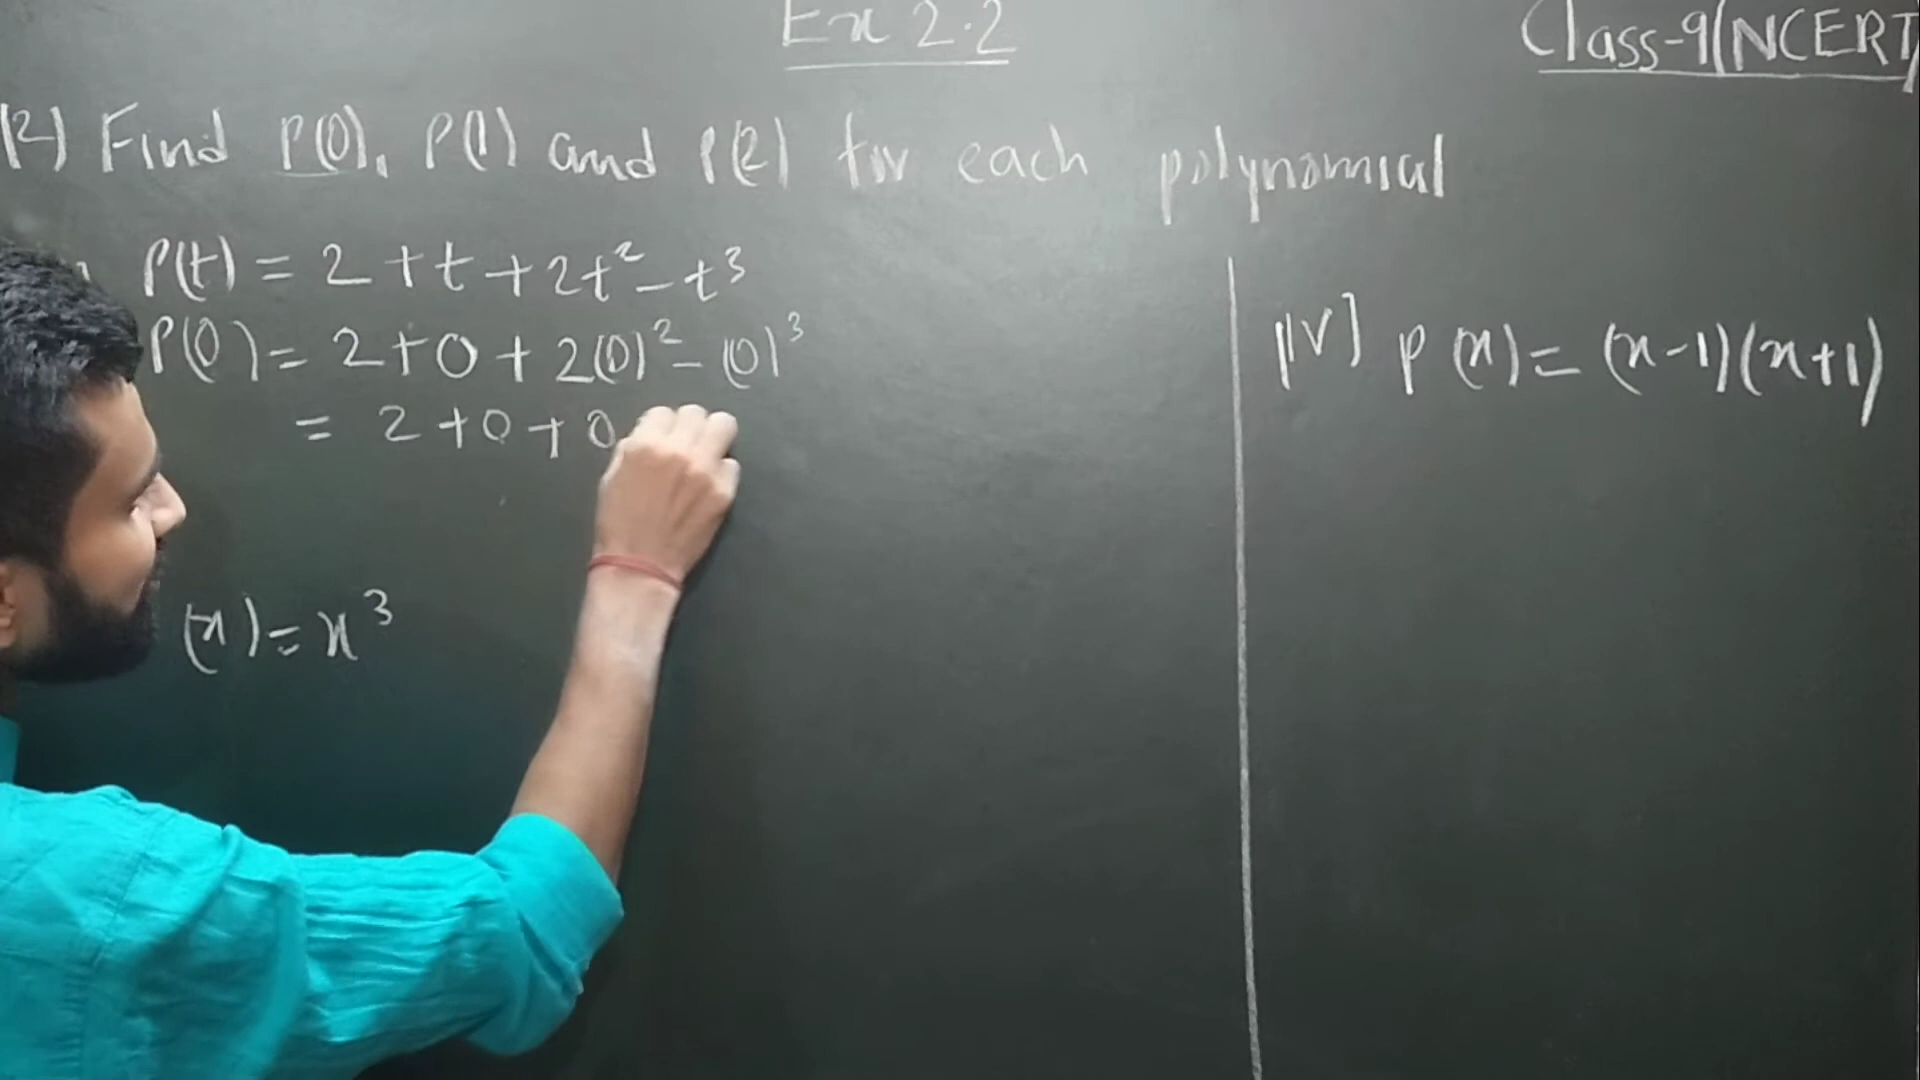 Ex 2.2
Class-9(NCERT)
(2) Find P(0), P(1) and P(2) for each polynomial
P(t) = 2 + t + 2t² - t³
P(0) = 2 + 0 + 2(0)² - (0)³
= 2 + 0 + 0
(x) = x³
(iv] p(x) = (x-1)(x+1)